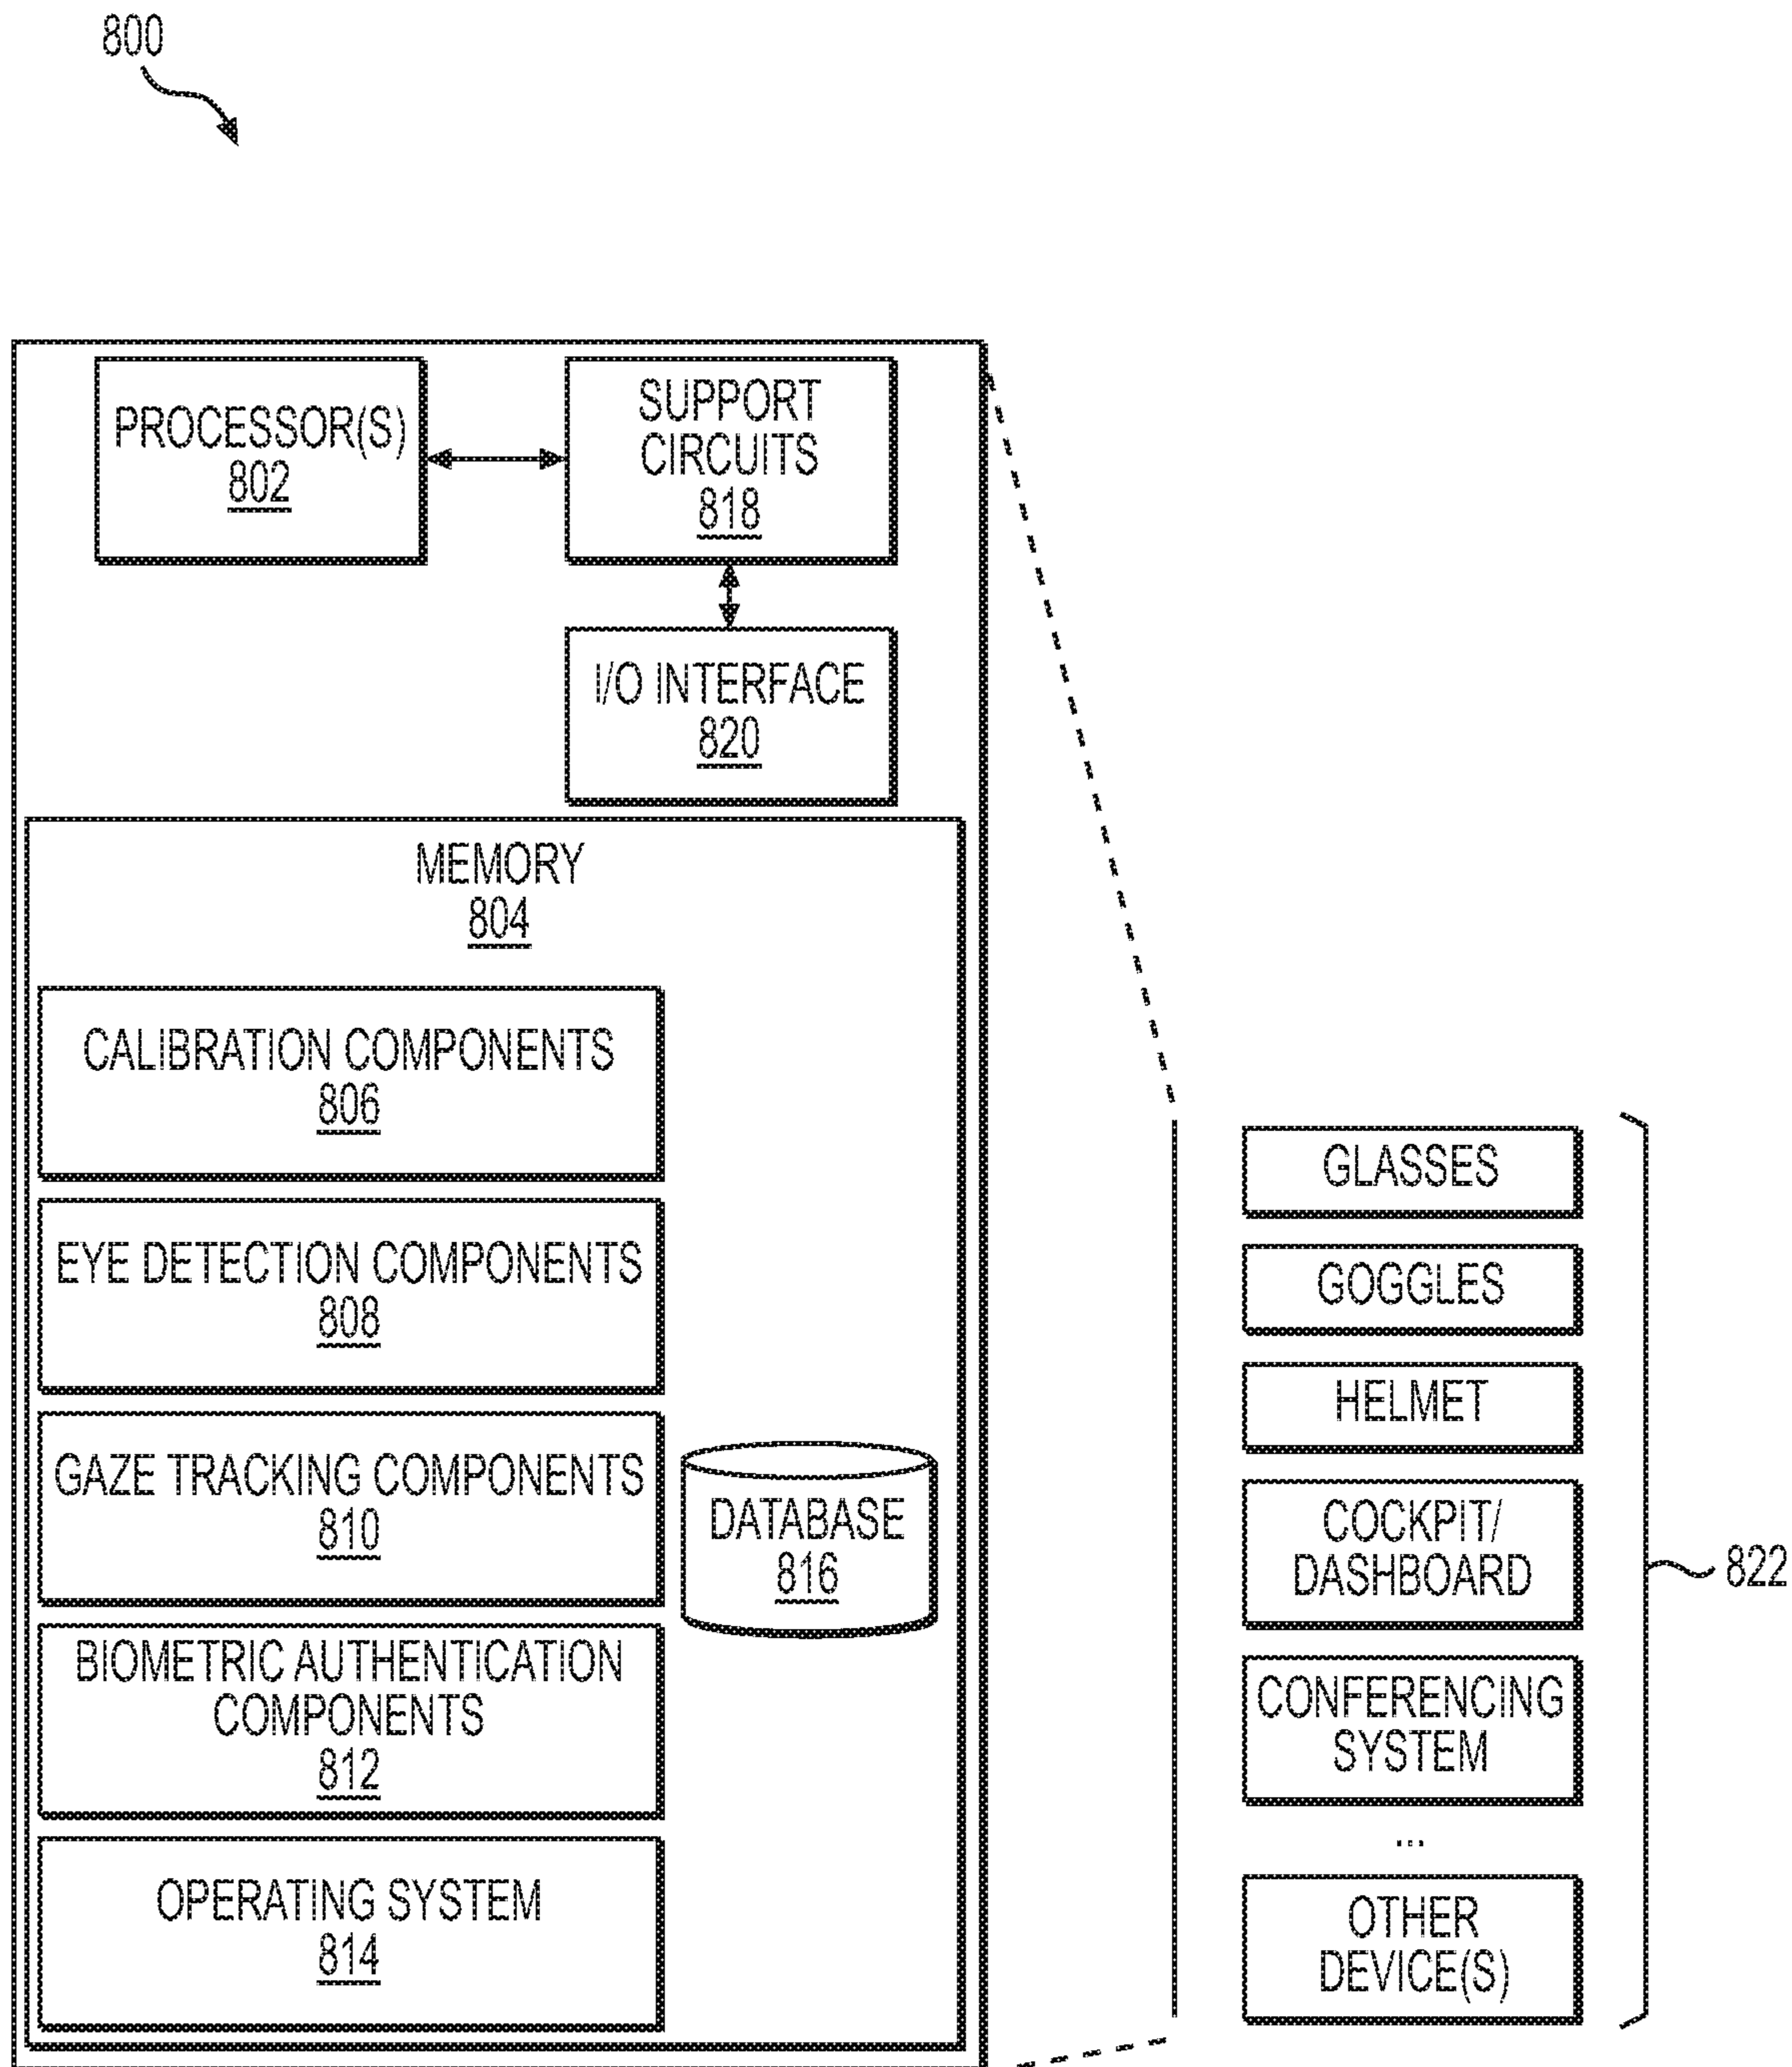 800
PROCESSOR(S)
802
SUPPORT
CIRCUITS
818
I/O INTERFACE
820
MEMORY
804
CALIBRATION COMPONENTS
806
EYE DETECTION COMPONENTS
808
GAZE TRACKING COMPONENTS
810
DATABASE
816
BIOMETRIC AUTHENTICATION
COMPONENTS
812
OPERATING SYSTEM
814
GLASSES
GOGGLES
HELMET
COCKPIT/
DASHBOARD
CONFERENCING
SYSTEM
...
OTHER
DEVICE(S)
822